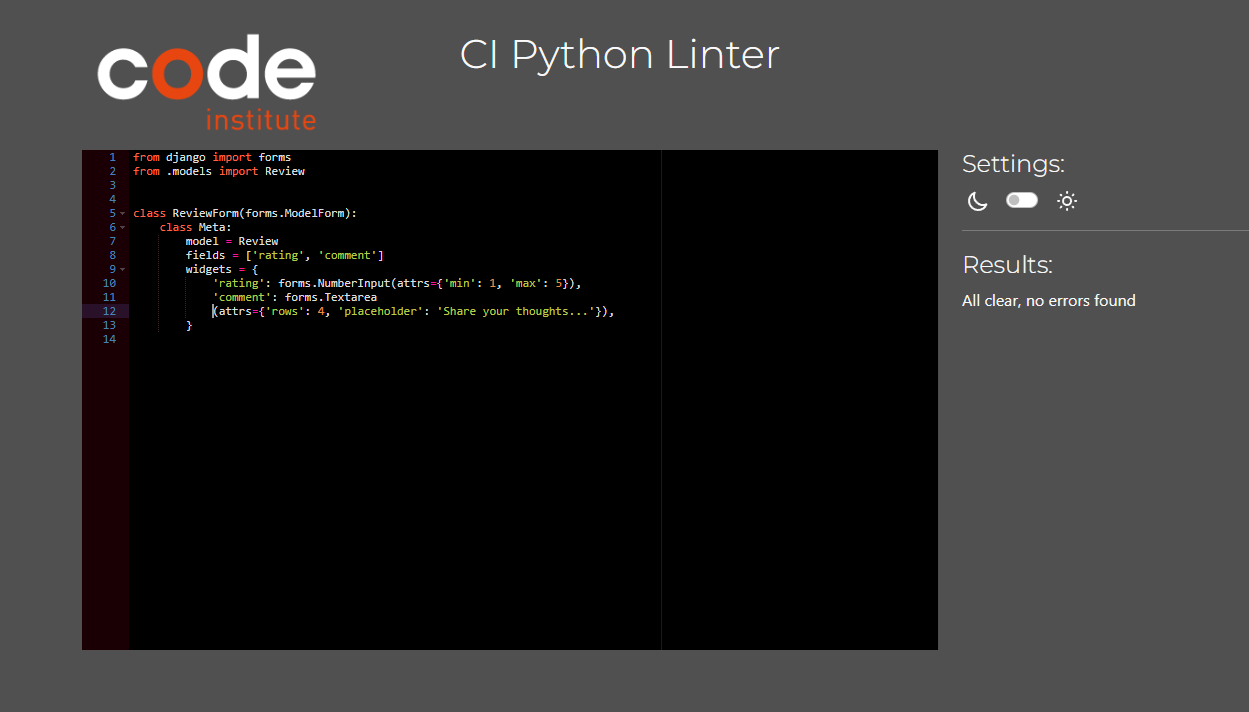 code
institute
CI Python Linter
1 from django import forms
2 from .models import Review
3
4
5 class ReviewForm(forms.ModelForm):
6     class Meta:
7         model = Review
8         fields = ['rating', 'comment']
9         widgets = {
10             'rating': forms.NumberInput(attrs={'min': 1, 'max': 5}),
11             'comment': forms.Textarea
12             (attrs={'rows': 4, 'placeholder': 'Share your thoughts...'}),
13         }
14
Settings:
Results:
All clear, no errors found